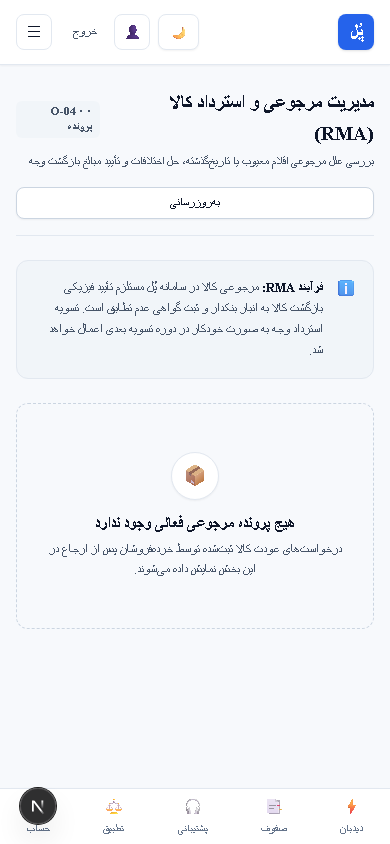 پُل
خروج
مدیریت مرجوعی و استرداد کالا
(RMA)
O-04 ۰۰
پرونده
بررسی علل مرجوعی اقلام معیوب یا تاریخ‌گذشته، حل اختلافات و تأیید مبالغ بازگشت وجه
به‌روزرسانی
فرآیند RMA: مرجوعی کالا در سامانه پُل مستلزم تأیید فیزیکی
بازگشت کالا به انبار بنکدار و ثبت گواهی عدم تطابق است. تسویه
استرداد وجه به صورت خودکار در دوره تسویه بعدی اعمال خواهد
شد.
هیچ پرونده مرجوعی فعالی وجود ندارد
درخواست‌های عودت کالا ثبت‌شده توسط خرده‌فروشان پس از ارجاع در
این بخش نمایش داده می‌شوند.
دیدبان
صفوف
پشتیبانی
تطبیق
حساب
N